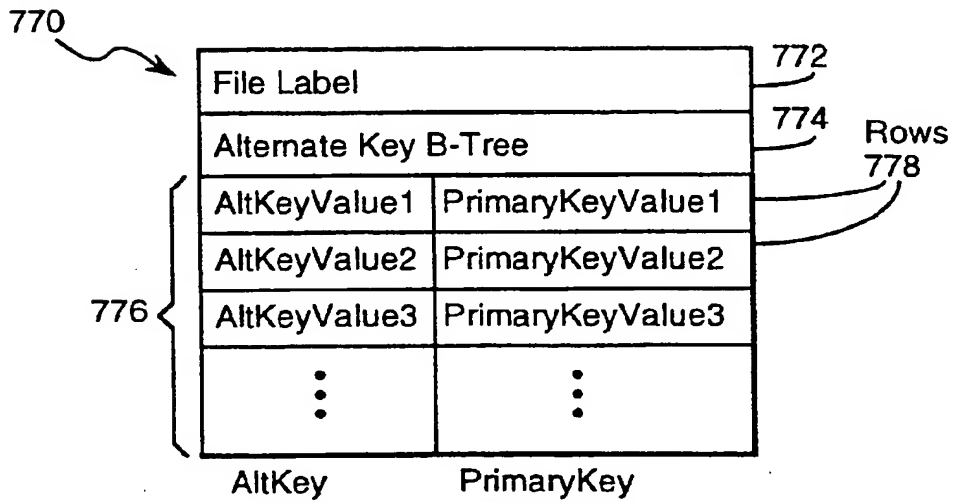 770
File Label
772
Alternate Key B-Tree
774
Rows
778
AltKeyValue1 PrimaryKeyValue1
AltKeyValue2 PrimaryKeyValue2
776
AltKeyValue3 PrimaryKeyValue3
AltKey PrimaryKey